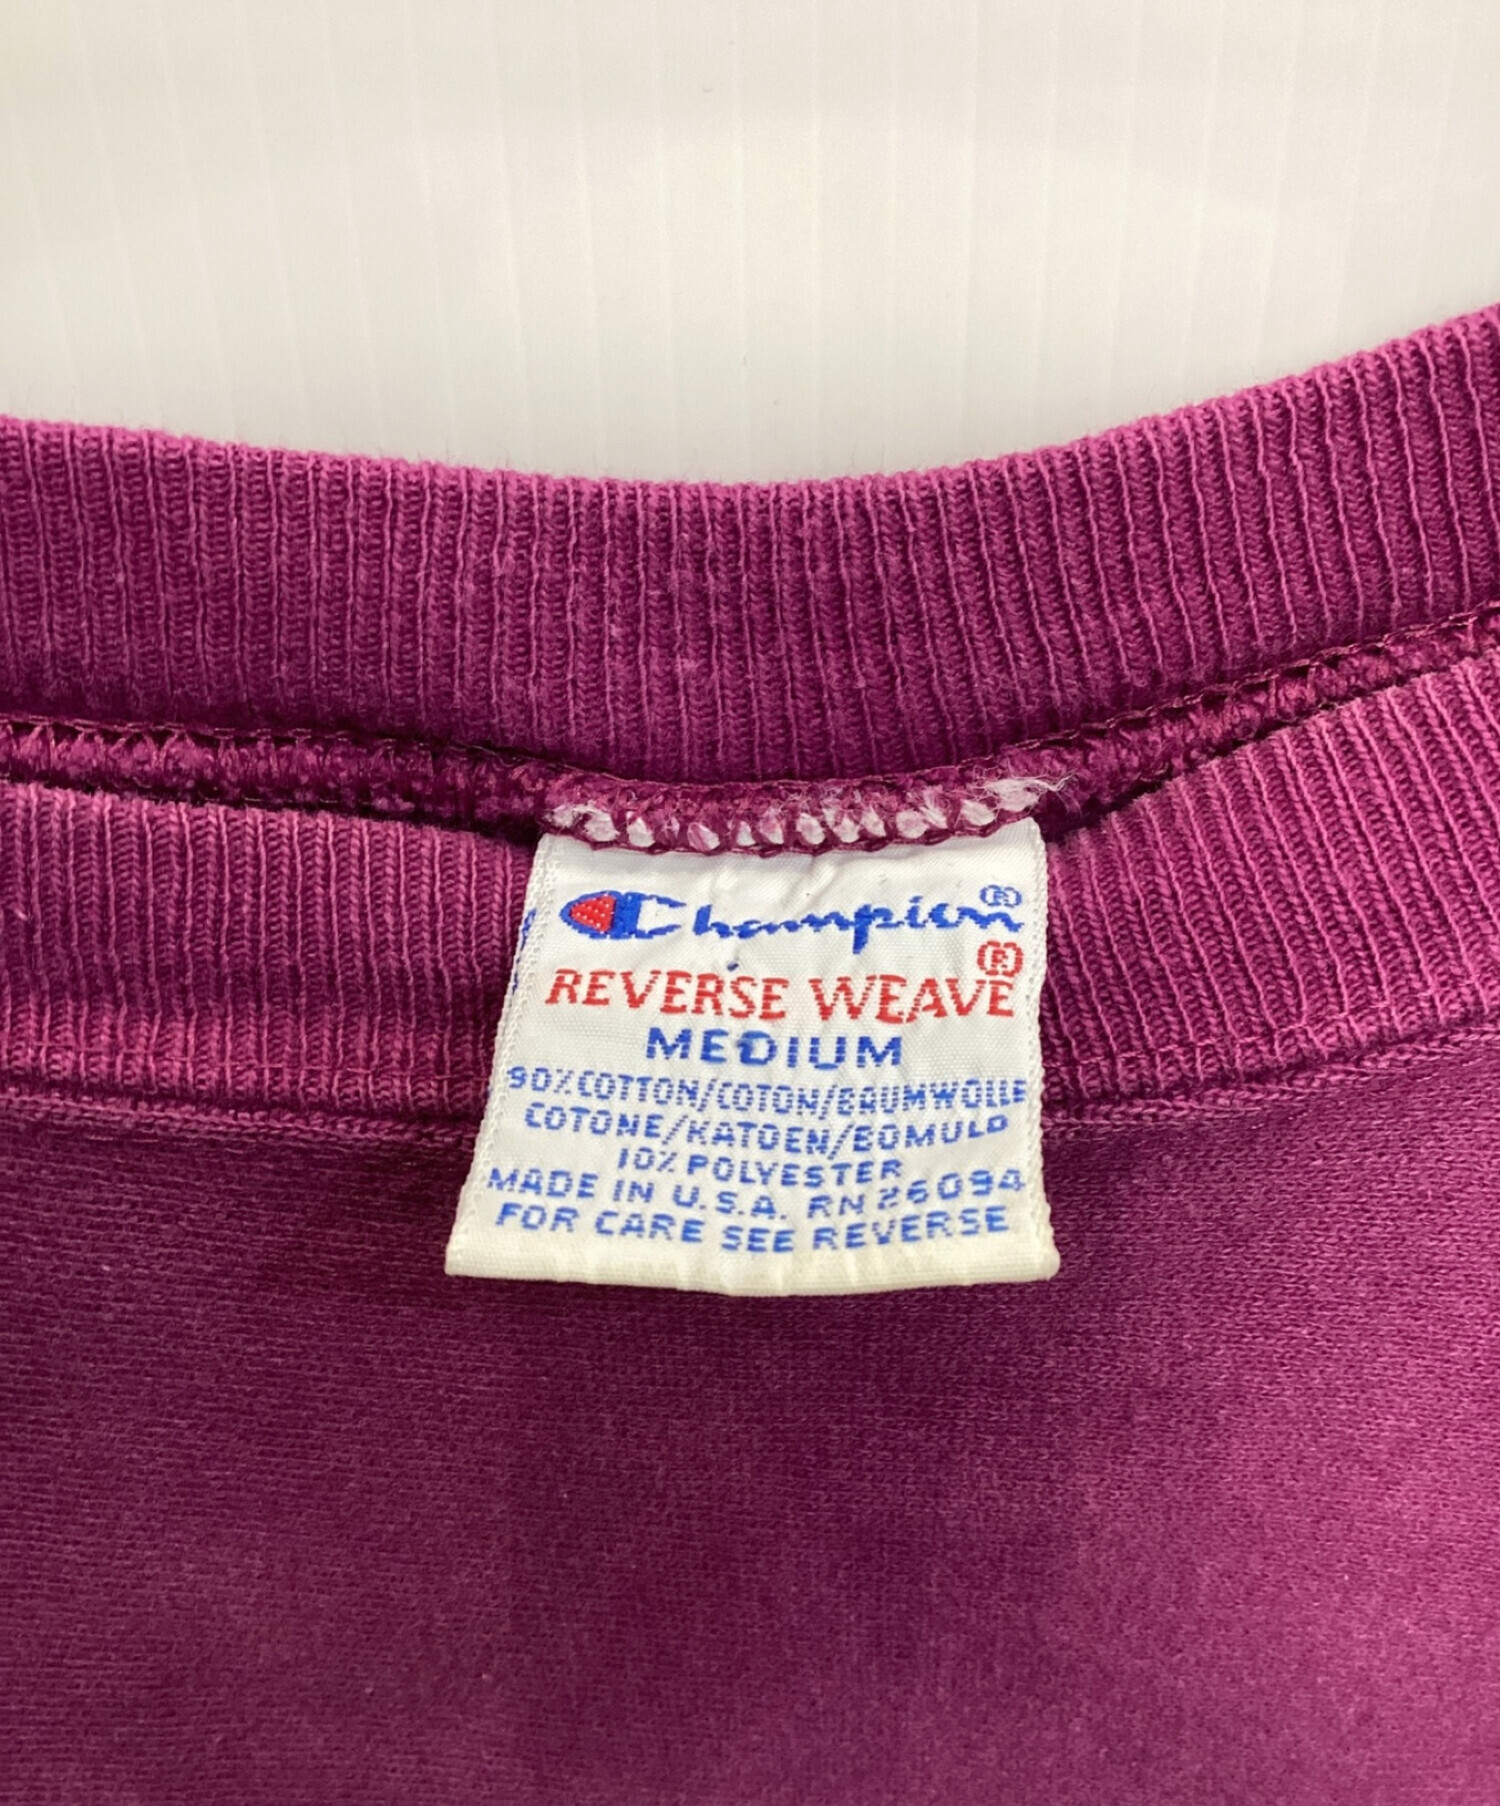 Champion®
REVERSE WEAVE®
MEDIUM
90% COTTON/COTON/BAUMWOLLE
COTONE/KATOEN/BOMULD
10% POLYESTER
MADE IN U.S.A. RN 26094
FOR CARE SEE REVERSE